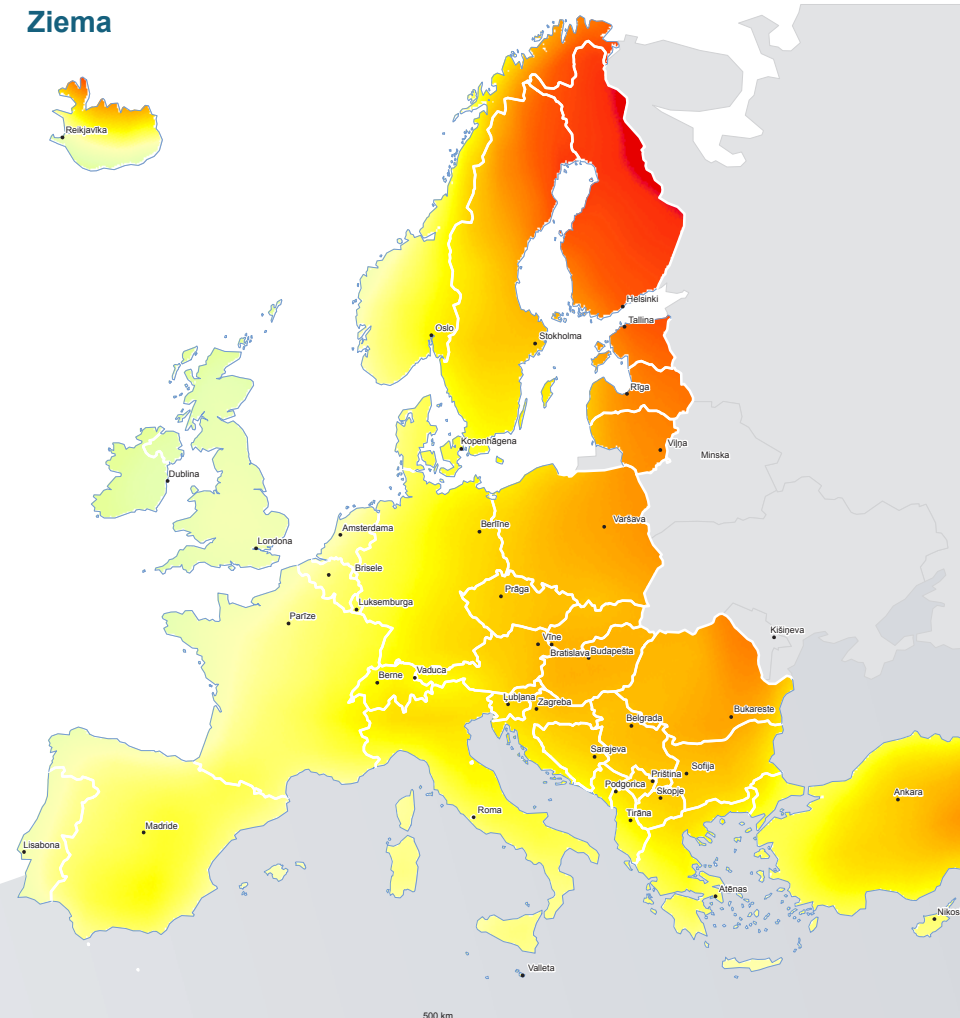 Ziema
Reikjavīka
Oslo
Helsinki
Tallina
Stokholma
Rīga
Kopenhāgena
Viļņa
Minska
Dublina
Londona
Amsterdama
Berlīne
Varšava
Brisele
Luksemburga
Prāga
Parīze
Vīne
Bratislava
Budapešta
Kišiņeva
Berne
Vaduca
Ļubļana
Zagreba
Belgrada
Bukareste
Sarajeva
Podgorica
Priština
Sofija
Skopje
Tirāna
Ankara
Roma
Madride
Lisabona
Atēnas
Nikos
Valleta
500 km